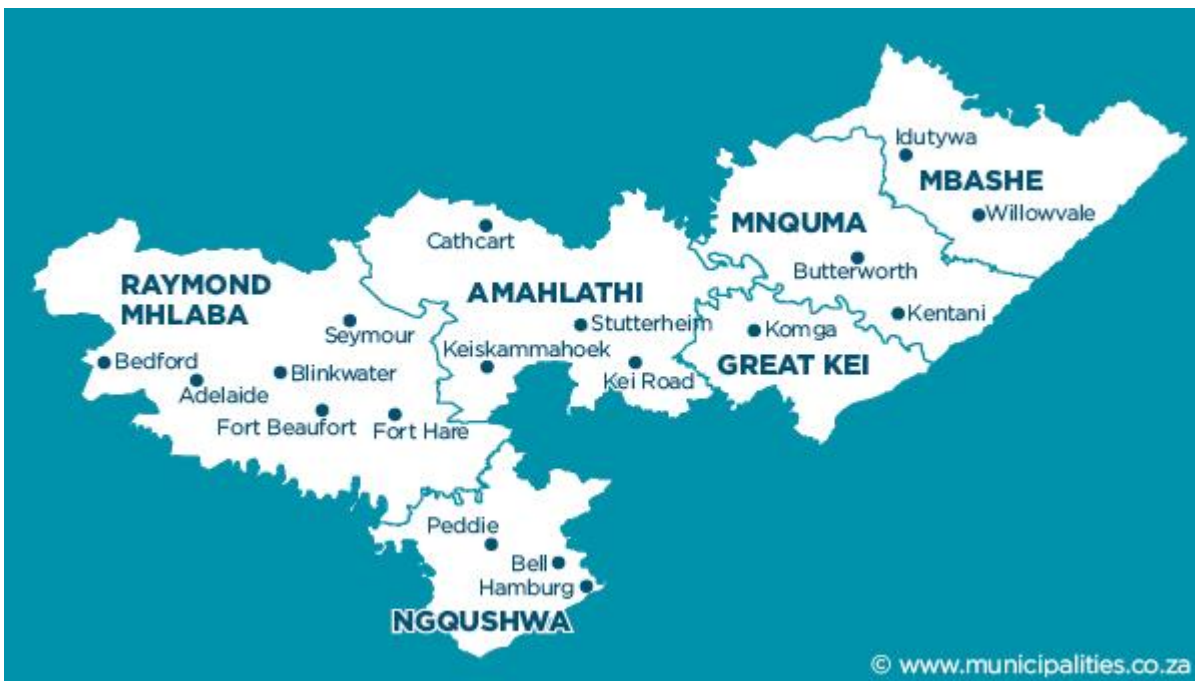 Idutywa
MBASHE
Willowvale
MNQUMA
Butterworth
Kentani
Cathcart
AMAHLATHI
Stutterheim
Keiskammahoek
Kei Road
Komga
GREAT KEI
RAYMOND
MHLABA
Seymour
Bedford
Blinkwater
Adelaide
Fort Beaufort
Fort Hare
Peddie
Bell
Hamburg
NGQUSHWA
© www.municipalities.co.za